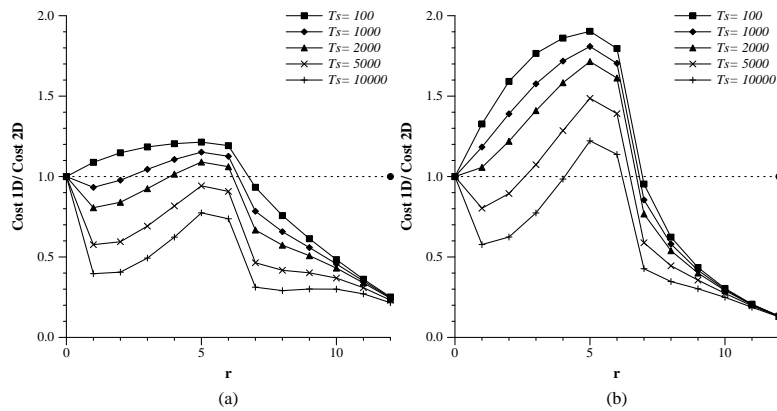 Ts= 100
Ts= 1000
Ts= 2000
Ts= 5000
Ts= 10000
2.0
1.5
1.0
0.5
0.0
Cost 1D/ Cost 2D
0 5 10
r
(a)
Ts= 100
Ts= 1000
Ts= 2000
Ts= 5000
Ts= 10000
2.0
1.5
1.0
0.5
0.0
Cost 1D/ Cost 2D
0 5 10
r
(b)